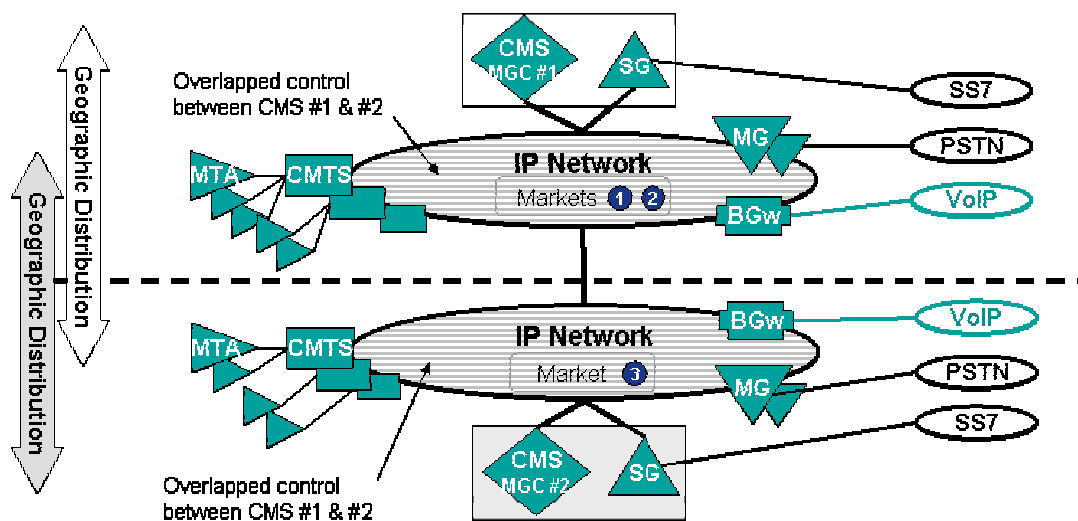 Geographic Distribution
Geographic Distribution
CMS
MGC #1
SG
SS7
Overlapped control
between CMS #1 & #2
MG
PSTN
IP Network
MTA
CMTS
Markets 1 2
BGw
VoIP
IP Network
BGw
VoIP
MTA
CMTS
Market 3
MG
PSTN
SS7
CMS
MGC #2
SG
Overlapped control
between CMS #1 & #2